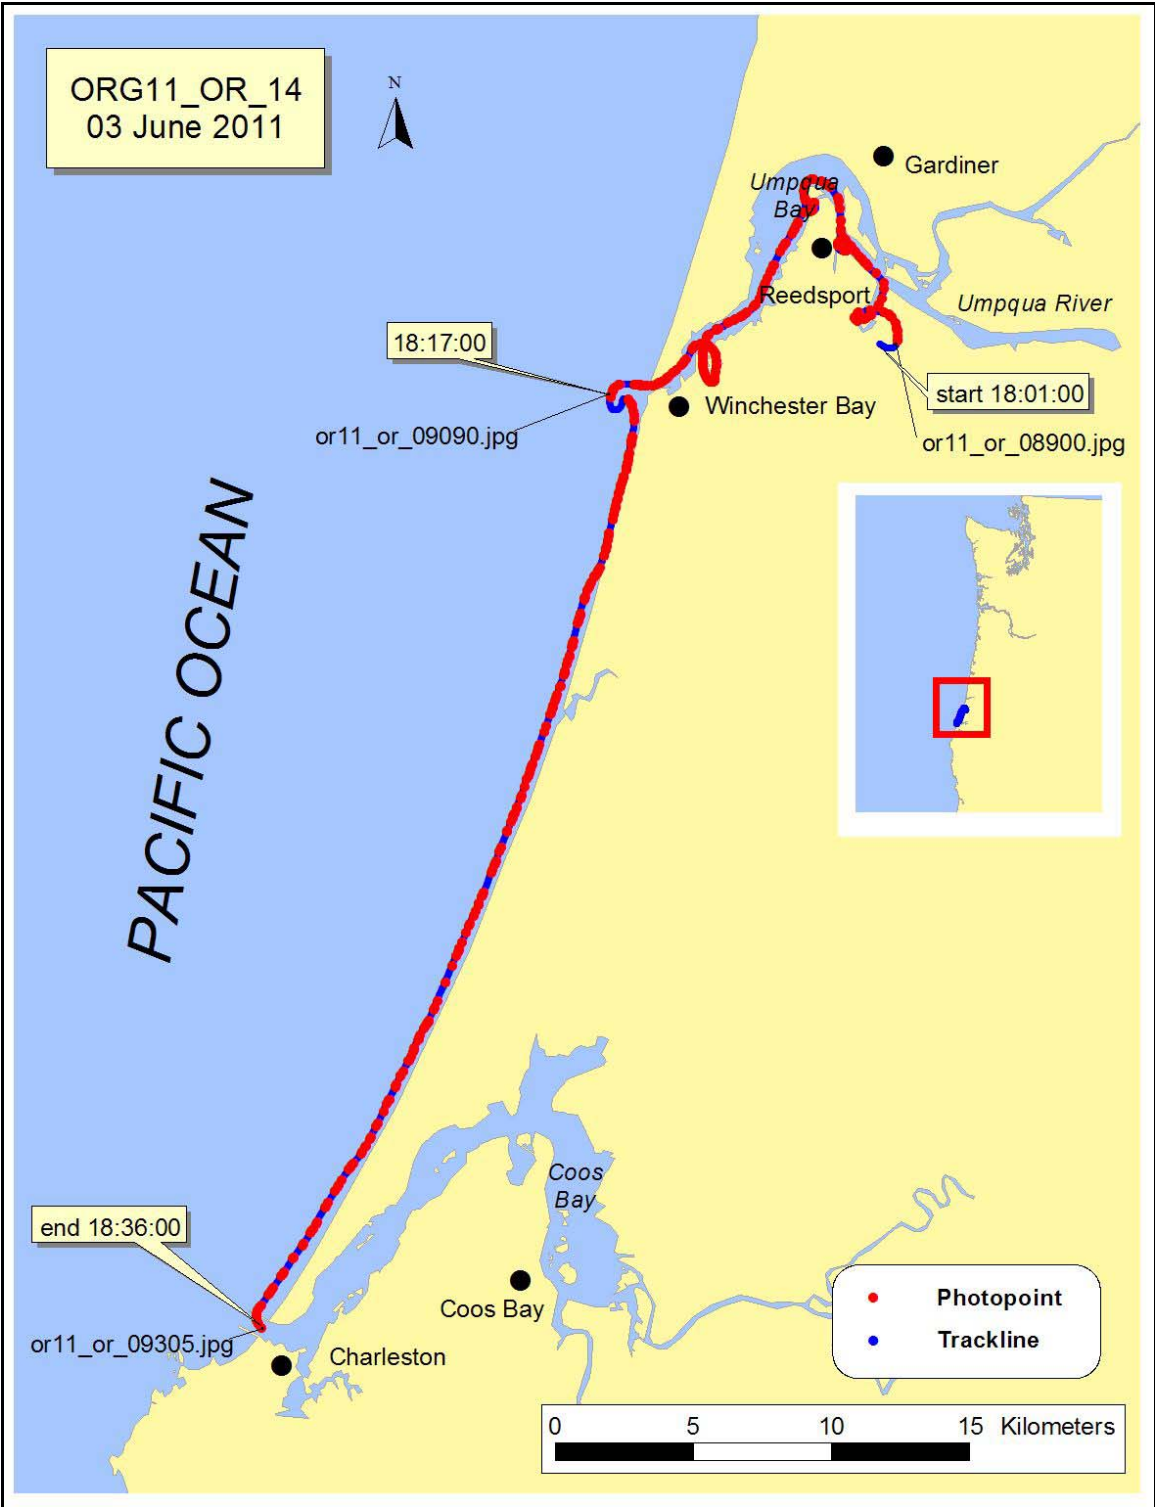 ORG11_OR_14
03 June 2011
N
Gardiner
Umpqua
Bay
Reedsport
Umpqua River
18:17:00
start 18:01:00
Winchester Bay
or11_or_09090.jpg
or11_or_08900.jpg
PACIFIC OCEAN
Coos
Bay
end 18:36:00
Coos Bay
or11_or_09305.jpg
Charleston
Photopoint
Trackline
0 5 10 15 Kilometers